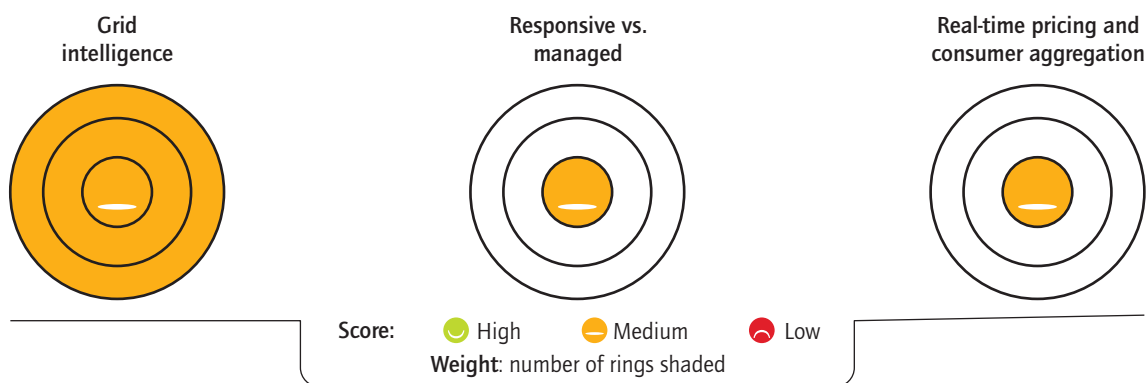 Grid
intelligence
Responsive vs.
managed
Real-time pricing and
consumer aggregation
Score: High Medium Low
Weight: number of rings shaded